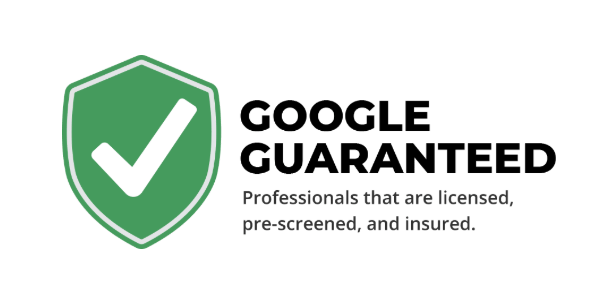 GOOGLE
GUARANTEED
Professionals that are licensed,
pre-screened, and insured.